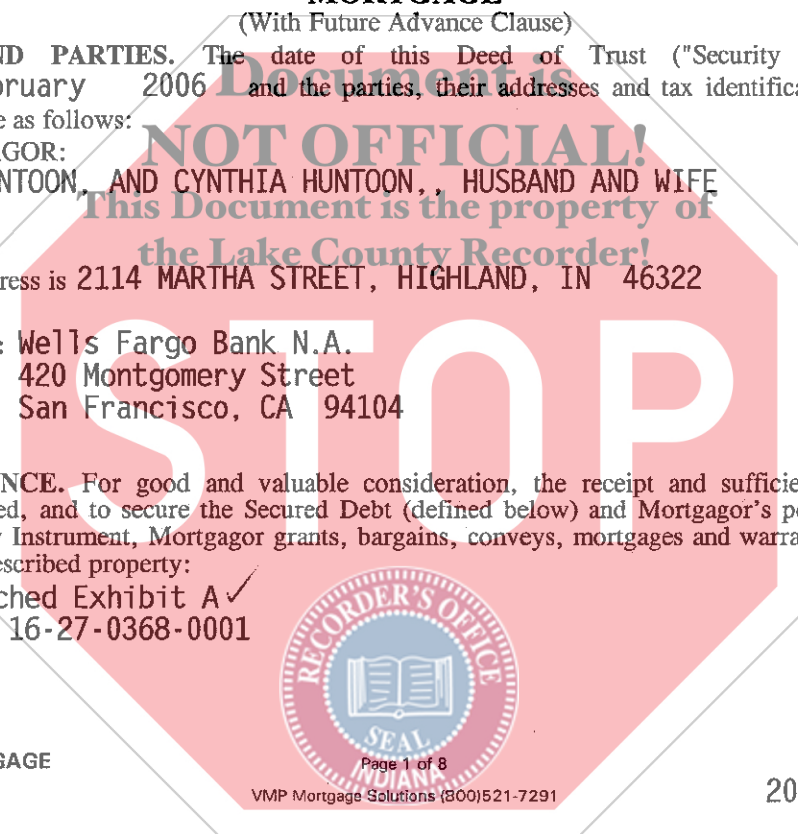 MORTGAGE
(With Future Advance Clause)
ND PARTIES. The date of this Deed of Trust ("Security
bruary 2006 and the parties, their addresses and tax identifica
e as follows:
GOR:
NTOON, AND CYNTHIA HUNTOON,, HUSBAND AND WIFE
Document is
NOT OFFICIAL!
This Document is the property of
the Lake County Recorder!
ress is 2114 MARTHA STREET, HIGHLAND, IN 46322
: Wells Fargo Bank N.A.
420 Montgomery Street
San Francisco, CA 94104
STOP
NCE. For good and valuable consideration, the receipt and sufficie
ed, and to secure the Secured Debt (defined below) and Mortgagor's pe
y Instrument, Mortgagor grants, bargains, conveys, mortgages and warra
escribed property:
ched Exhibit A ✓
16-27-0368-0001
RECORDER'S OFFICE
SEAL
INDIANA
GAGE
Page 1 of 8
VMP Mortgage Solutions (800)521-7291
20